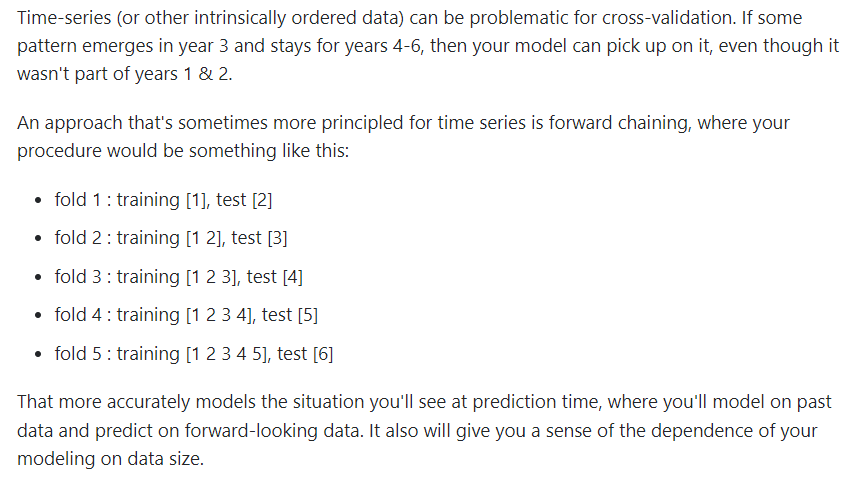 Time-series (or other intrinsically ordered data) can be problematic for cross-validation. If some
pattern emerges in year 3 and stays for years 4-6, then your model can pick up on it, even though it
wasn't part of years 1 & 2.
An approach that's sometimes more principled for time series is forward chaining, where your
procedure would be something like this:
• fold 1 : training [1], test [2]
• fold 2 : training [1 2], test [3]
• fold 3 : training [1 2 3], test [4]
• fold 4 : training [1 2 3 4], test [5]
• fold 5 : training [1 2 3 4 5], test [6]
That more accurately models the situation you'll see at prediction time, where you'll model on past
data and predict on forward-looking data. It also will give you a sense of the dependence of your
modeling on data size.